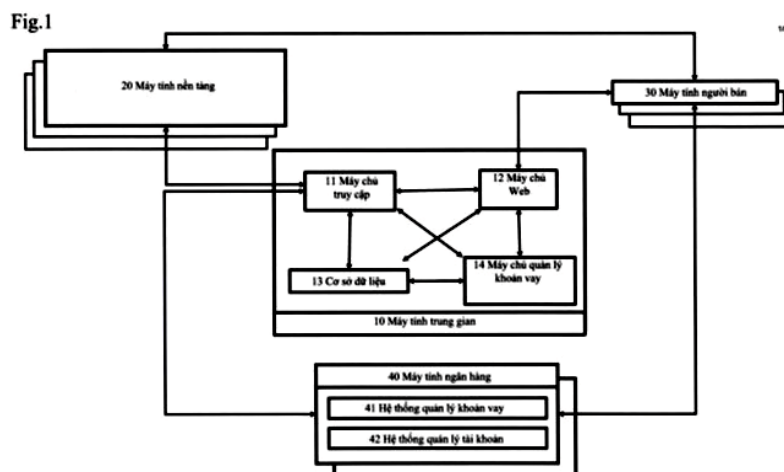 Fig.1
20 Máy tính nền tảng
30 Máy tính người bán
11 Máy chủ
truy cập
12 Máy chủ
Web
13 Cơ sở dữ liệu
14 Máy chủ quản lý
khoản vay
10 Máy tính trung gian
40 Máy tính ngân hàng
41 Hệ thống quản lý khoản vay
42 Hệ thống quản lý tài khoản